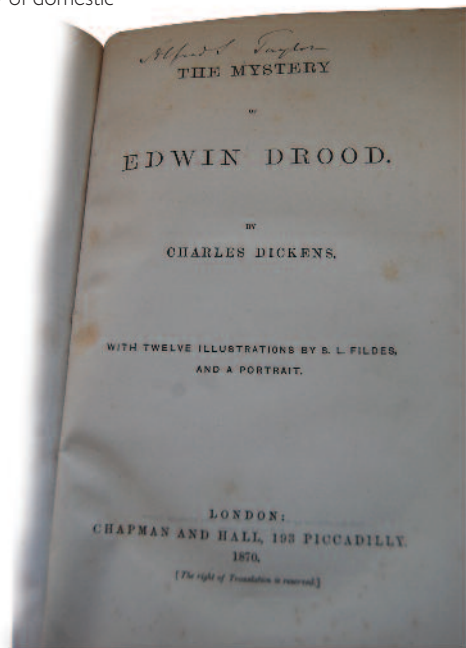 of domestic
Alfred S Taylor
THE MYSTERY
OF
EDWIN DROOD.
BY
CHARLES DICKENS.
WITH TWELVE ILLUSTRATIONS BY S. L. FILDES,
AND A PORTRAIT.
LONDON:
CHAPMAN AND HALL, 193 PICCADILLY.
1870.
[The right of Translation is reserved.]